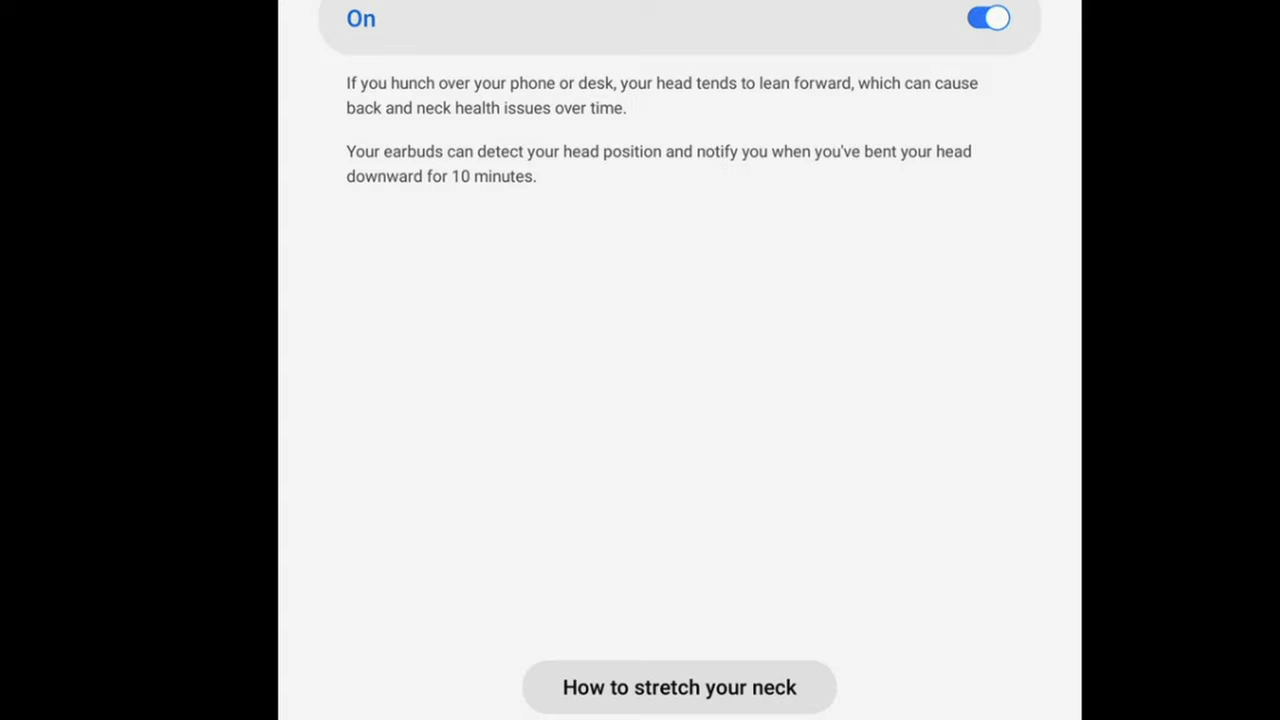 On
If you hunch over your phone or desk, your head tends to lean forward, which can cause
back and neck health issues over time.
Your earbuds can detect your head position and notify you when you've bent your head
downward for 10 minutes.
How to stretch your neck